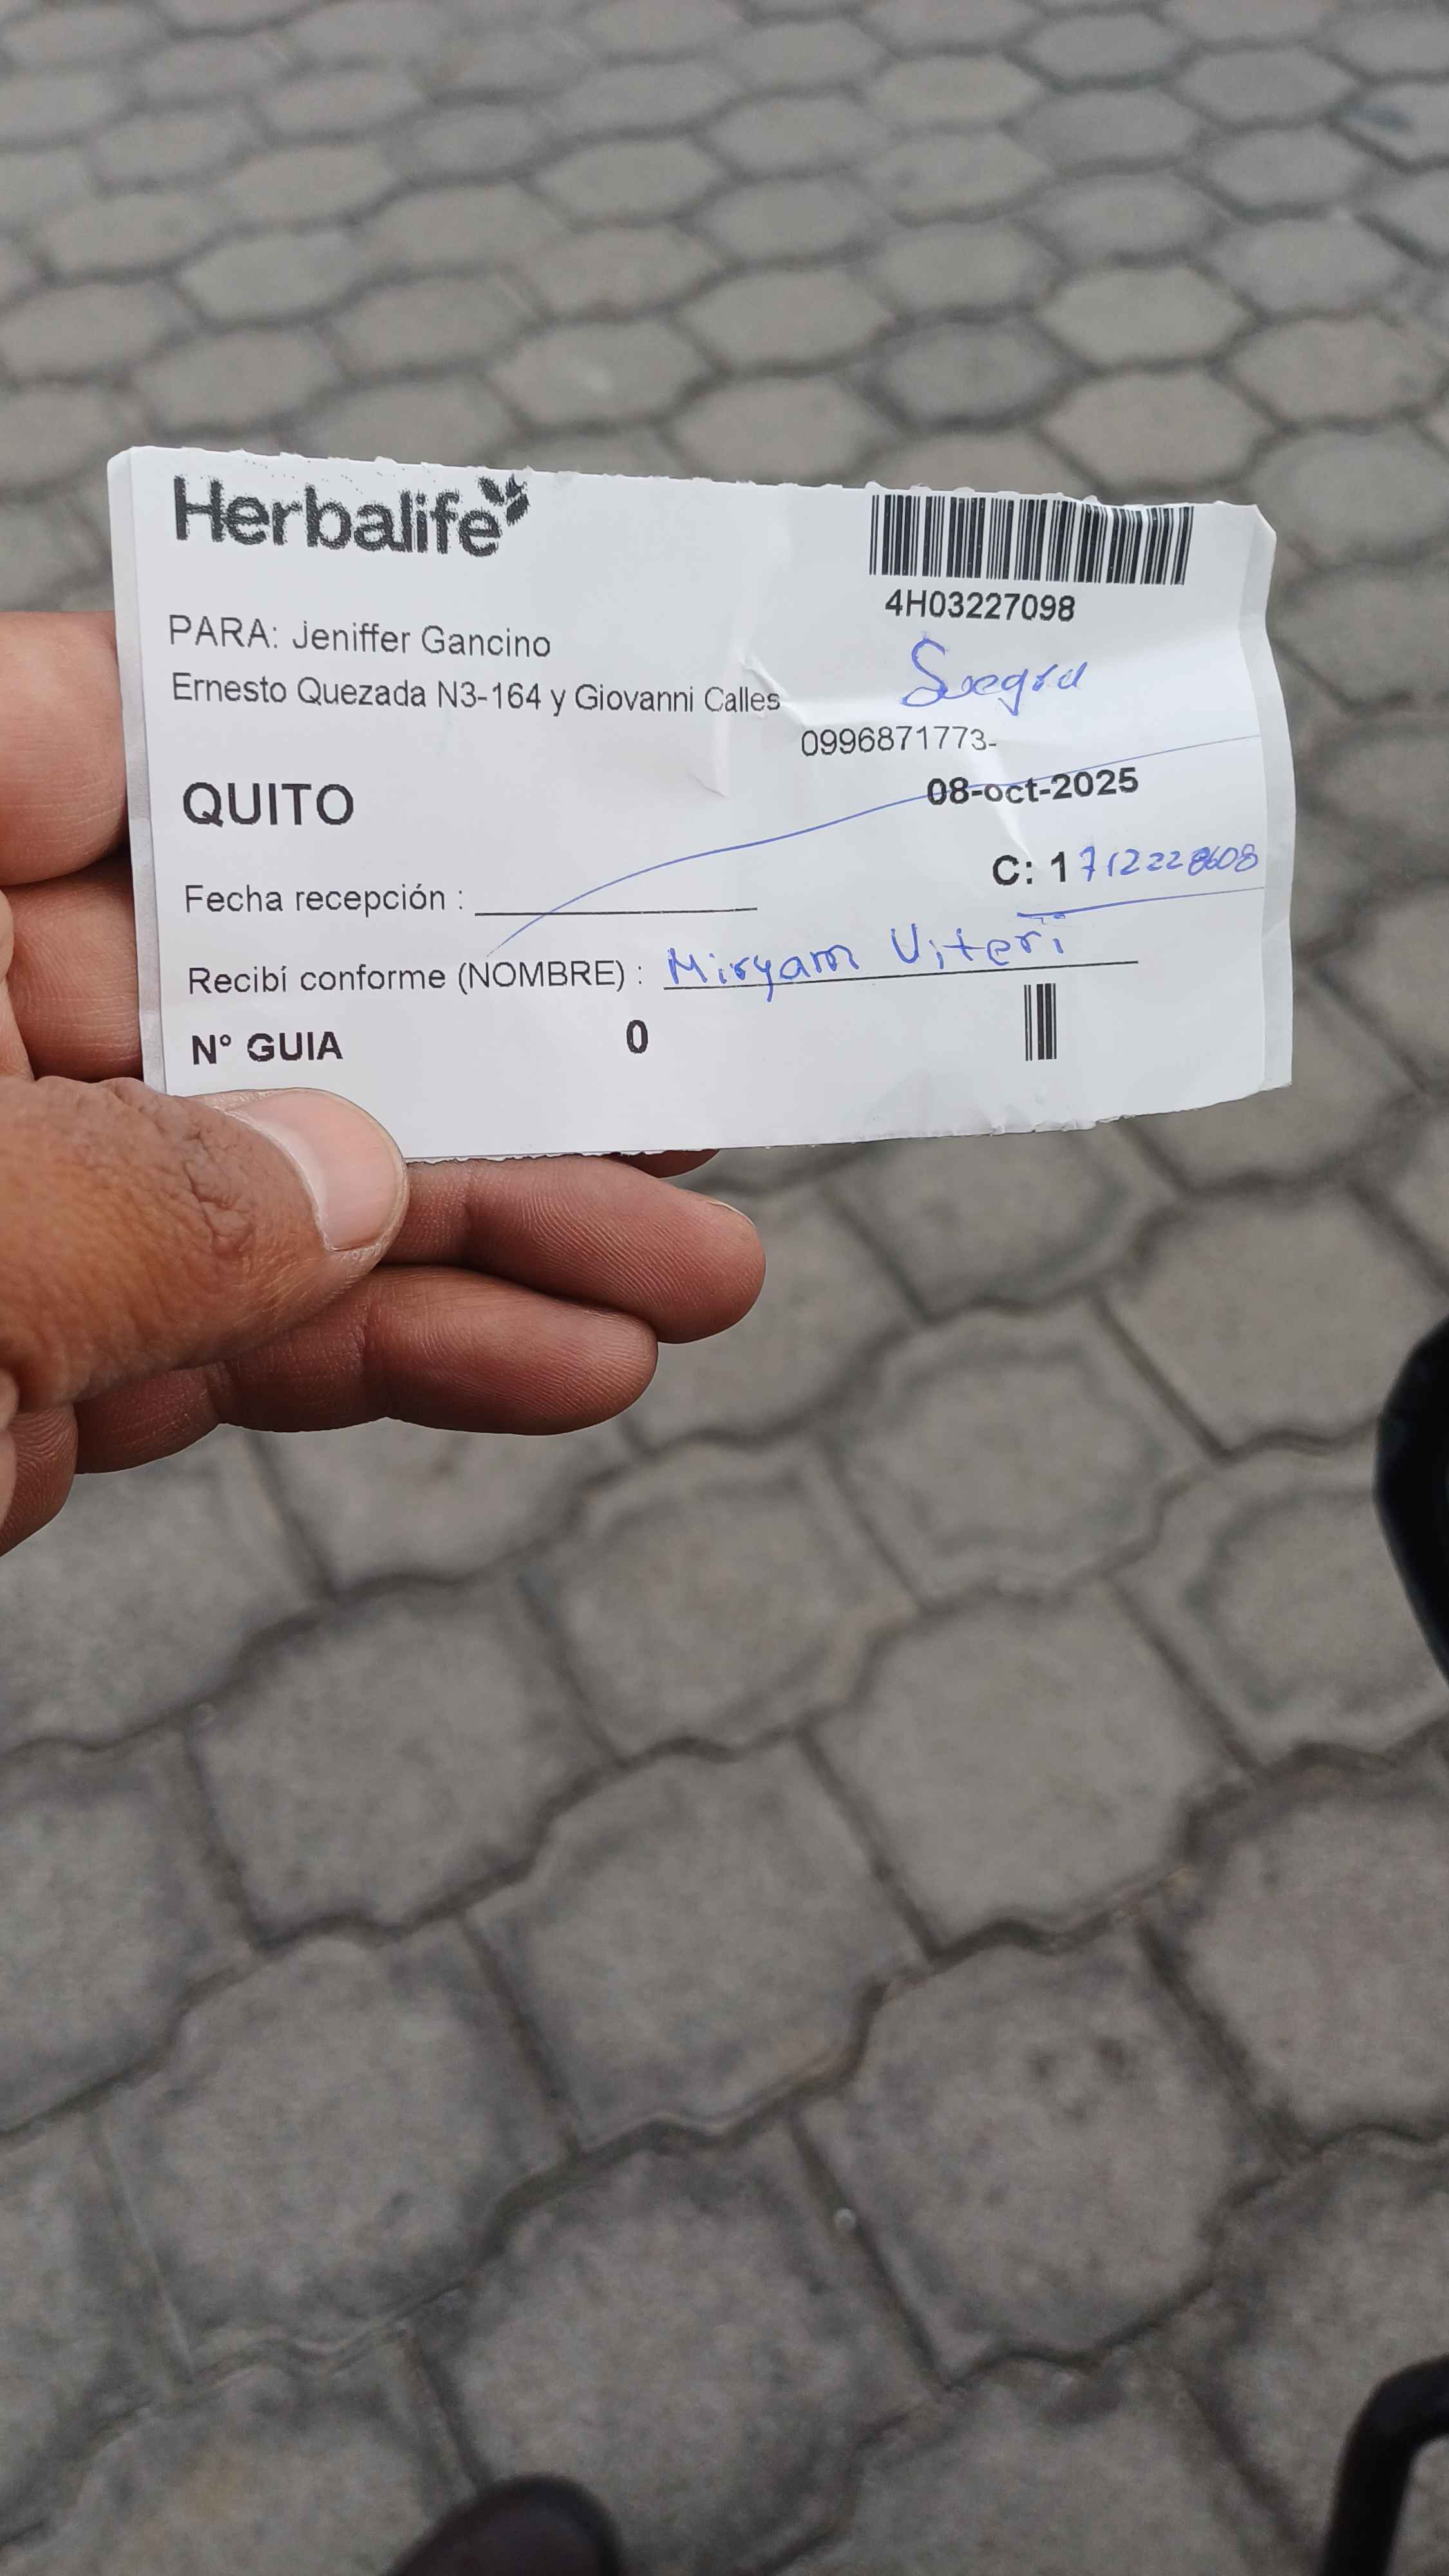 Herbalife
4H03227098
PARA: Jeniffer Gancino
Suegra
Ernesto Quezada N3-164 y Giovanni Calles
0996871773-
QUITO
08-oct-2025
C: 1712228608
Fecha recepción :
Recibí conforme (NOMBRE) : Miryam Viteri
N° GUIA 0